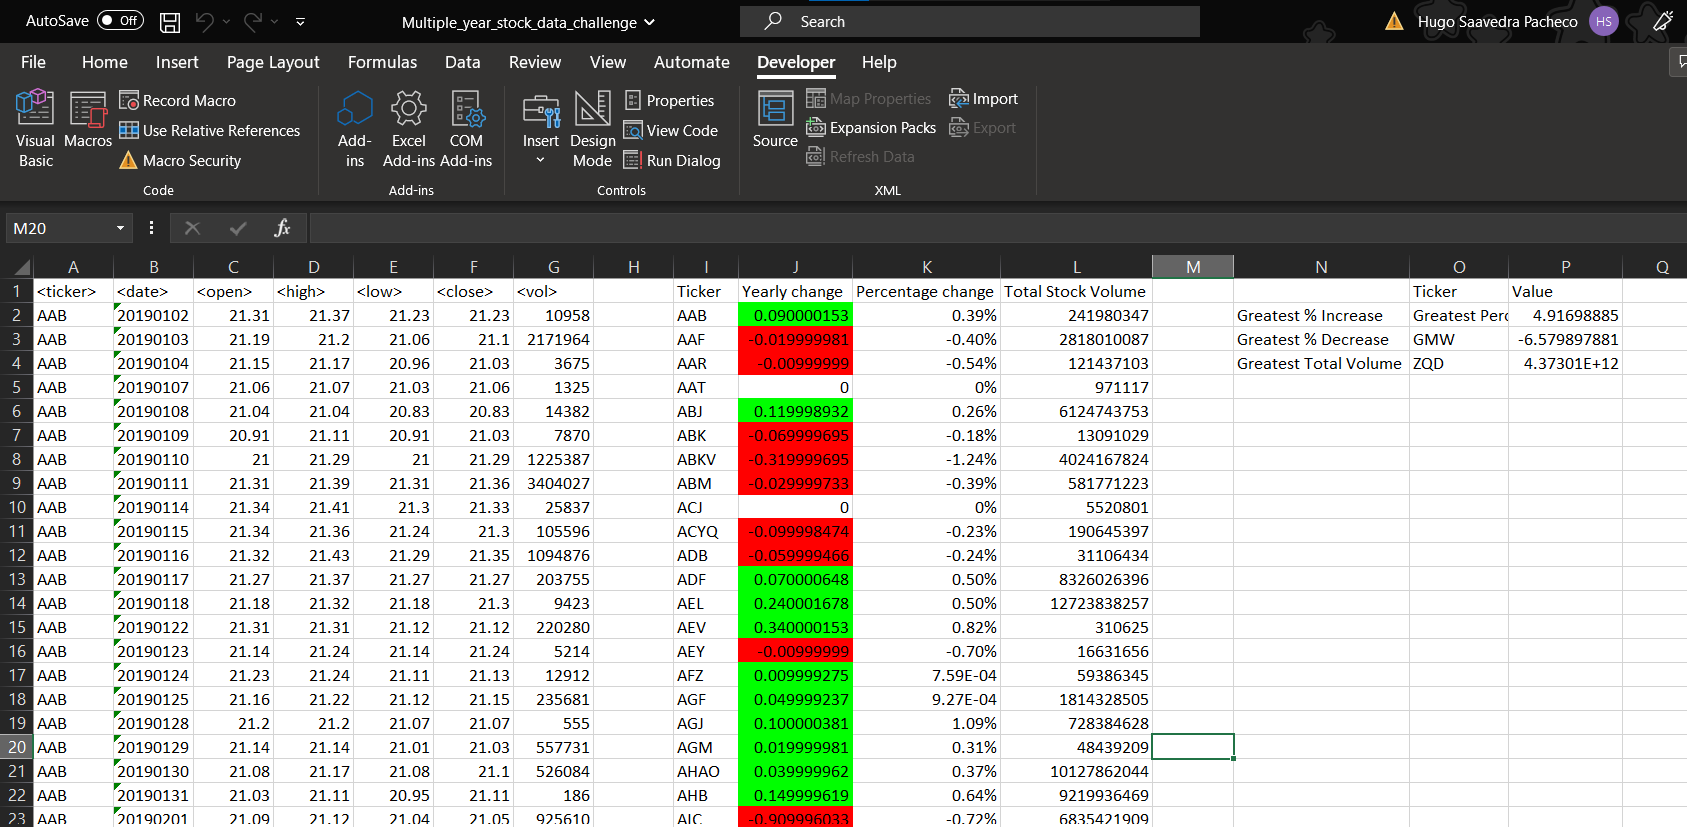 AutoSave Off Multiple_year_stock_data_challenge Search Hugo Saavedra Pacheco HS
File Home Insert Page Layout Formulas Data Review View Automate Developer Help
Visual Basic
Macros
Record Macro
Use Relative References
Macro Security
Code
Add-ins
Excel Add-ins
COM Add-ins
Add-ins
Insert
Design Mode
Properties
View Code
Run Dialog
Controls
Source
Map Properties
Expansion Packs
Refresh Data
Import
Export
XML
M20 fx
A B C D E F G H I J K L M N O P Q
1 <ticker> <date> <open> <high> <low> <close> <vol> Ticker Yearly change Percentage change Total Stock Volume Ticker Value
2 AAB 20190102 21.31 21.37 21.23 21.23 10958 AAB 0.090000153 0.39% 241980347 Greatest % Increase Greatest Perc 4.91698885
3 AAB 20190103 21.19 21.2 21.06 21.1 2171964 AAF -0.019999981 -0.40% 2818010087 Greatest % Decrease GMW -6.579897881
4 AAB 20190104 21.15 21.17 20.96 21.03 3675 AAR -0.00999999 -0.54% 121437103 Greatest Total Volume ZQD 4.37301E+12
5 AAB 20190107 21.06 21.07 21.03 21.06 1325 AAT 0 0% 971117
6 AAB 20190108 21.04 21.04 20.83 20.83 14382 ABJ 0.119998932 0.26% 6124743753
7 AAB 20190109 20.91 21.11 20.91 21.03 7870 ABK -0.069999695 -0.18% 13091029
8 AAB 20190110 21 21.29 21 21.29 1225387 ABKV -0.319999695 -1.24% 4024167824
9 AAB 20190111 21.31 21.39 21.31 21.36 3404027 ABM -0.029999733 -0.39% 581771223
10 AAB 20190114 21.34 21.41 21.3 21.33 25837 ACJ 0 0% 5520801
11 AAB 20190115 21.34 21.36 21.24 21.3 105596 ACYQ -0.099998474 -0.23% 190645397
12 AAB 20190116 21.32 21.43 21.29 21.35 1094876 ADB -0.059999466 -0.24% 31106434
13 AAB 20190117 21.27 21.37 21.27 21.27 203755 ADF 0.070000648 0.50% 8326026396
14 AAB 20190118 21.18 21.32 21.18 21.3 9423 AEL 0.240001678 0.50% 12723838257
15 AAB 20190122 21.31 21.31 21.12 21.12 220280 AEV 0.340000153 0.82% 310625
16 AAB 20190123 21.14 21.24 21.14 21.24 5214 AEY -0.00999999 -0.70% 16631656
17 AAB 20190124 21.23 21.24 21.11 21.13 12912 AFZ 0.009999275 7.59E-04 59386345
18 AAB 20190125 21.16 21.22 21.12 21.15 235681 AGF 0.049999237 9.27E-04 1814328505
19 AAB 20190128 21.2 21.2 21.07 21.07 555 AGJ 0.100000381 1.09% 728384628
20 AAB 20190129 21.14 21.14 21.01 21.03 557731 AGM 0.019999981 0.31% 48439209
21 AAB 20190130 21.08 21.17 21.08 21.1 526084 AHAO 0.039999962 0.37% 10127862044
22 AAB 20190131 21.03 21.11 20.95 21.11 186 AHB 0.149999619 0.64% 9219936469
23 AAB 20190201 21.09 21.12 21.04 21.05 925610 AIC -0.909996033 -0.72% 6835421909